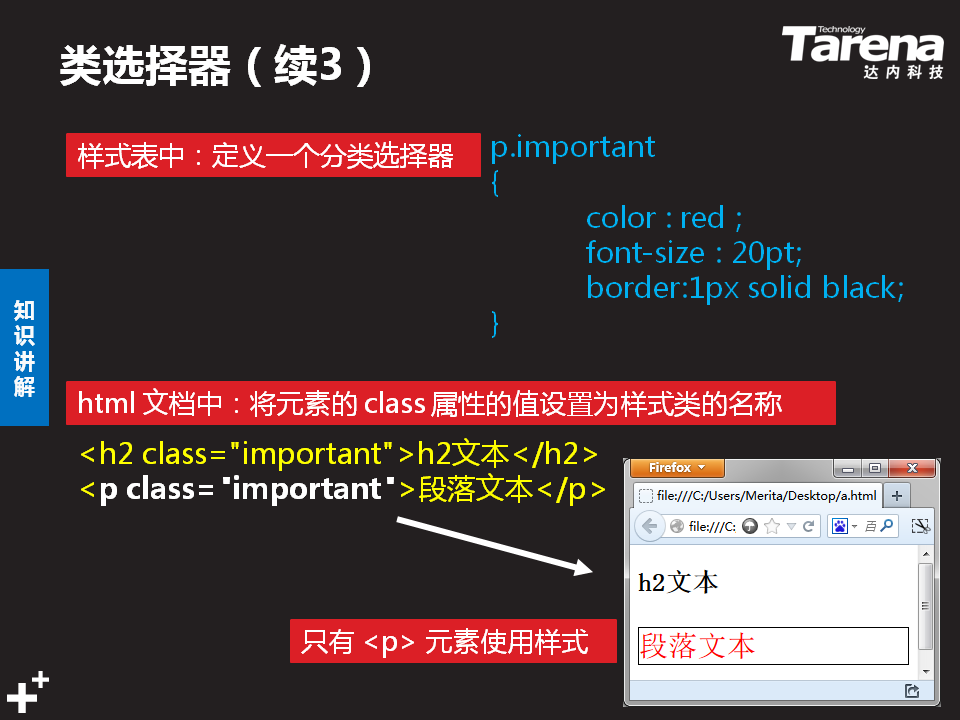 类选择器（续3）
Technology
Tarena
达内科技
样式表中：定义一个分类选择器
p.important
{
color : red ;
font-size : 20pt;
border:1px solid black;
}
知识讲解
html 文档中：将元素的 class 属性的值设置为样式类的名称
<h2 class="important">h2文本</h2>
<p class="important">段落文本</p>
Firefox
file:///C:/Users/Merita/Desktop/a.html
file:///C:
百
h2文本
段落文本
只有 <p> 元素使用样式